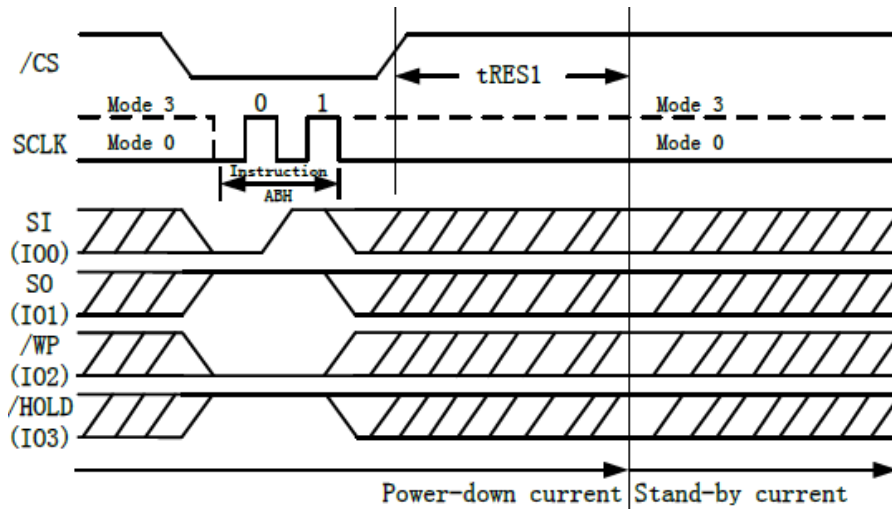 /CS
tRES1
Mode 3 0 1 Mode 3
SCLK Mode 0 Mode 0
Instruction
ABH
SI
(IO0)
SO
(IO1)
/WP
(IO2)
/HOLD
(IO3)
Power-down current Stand-by current